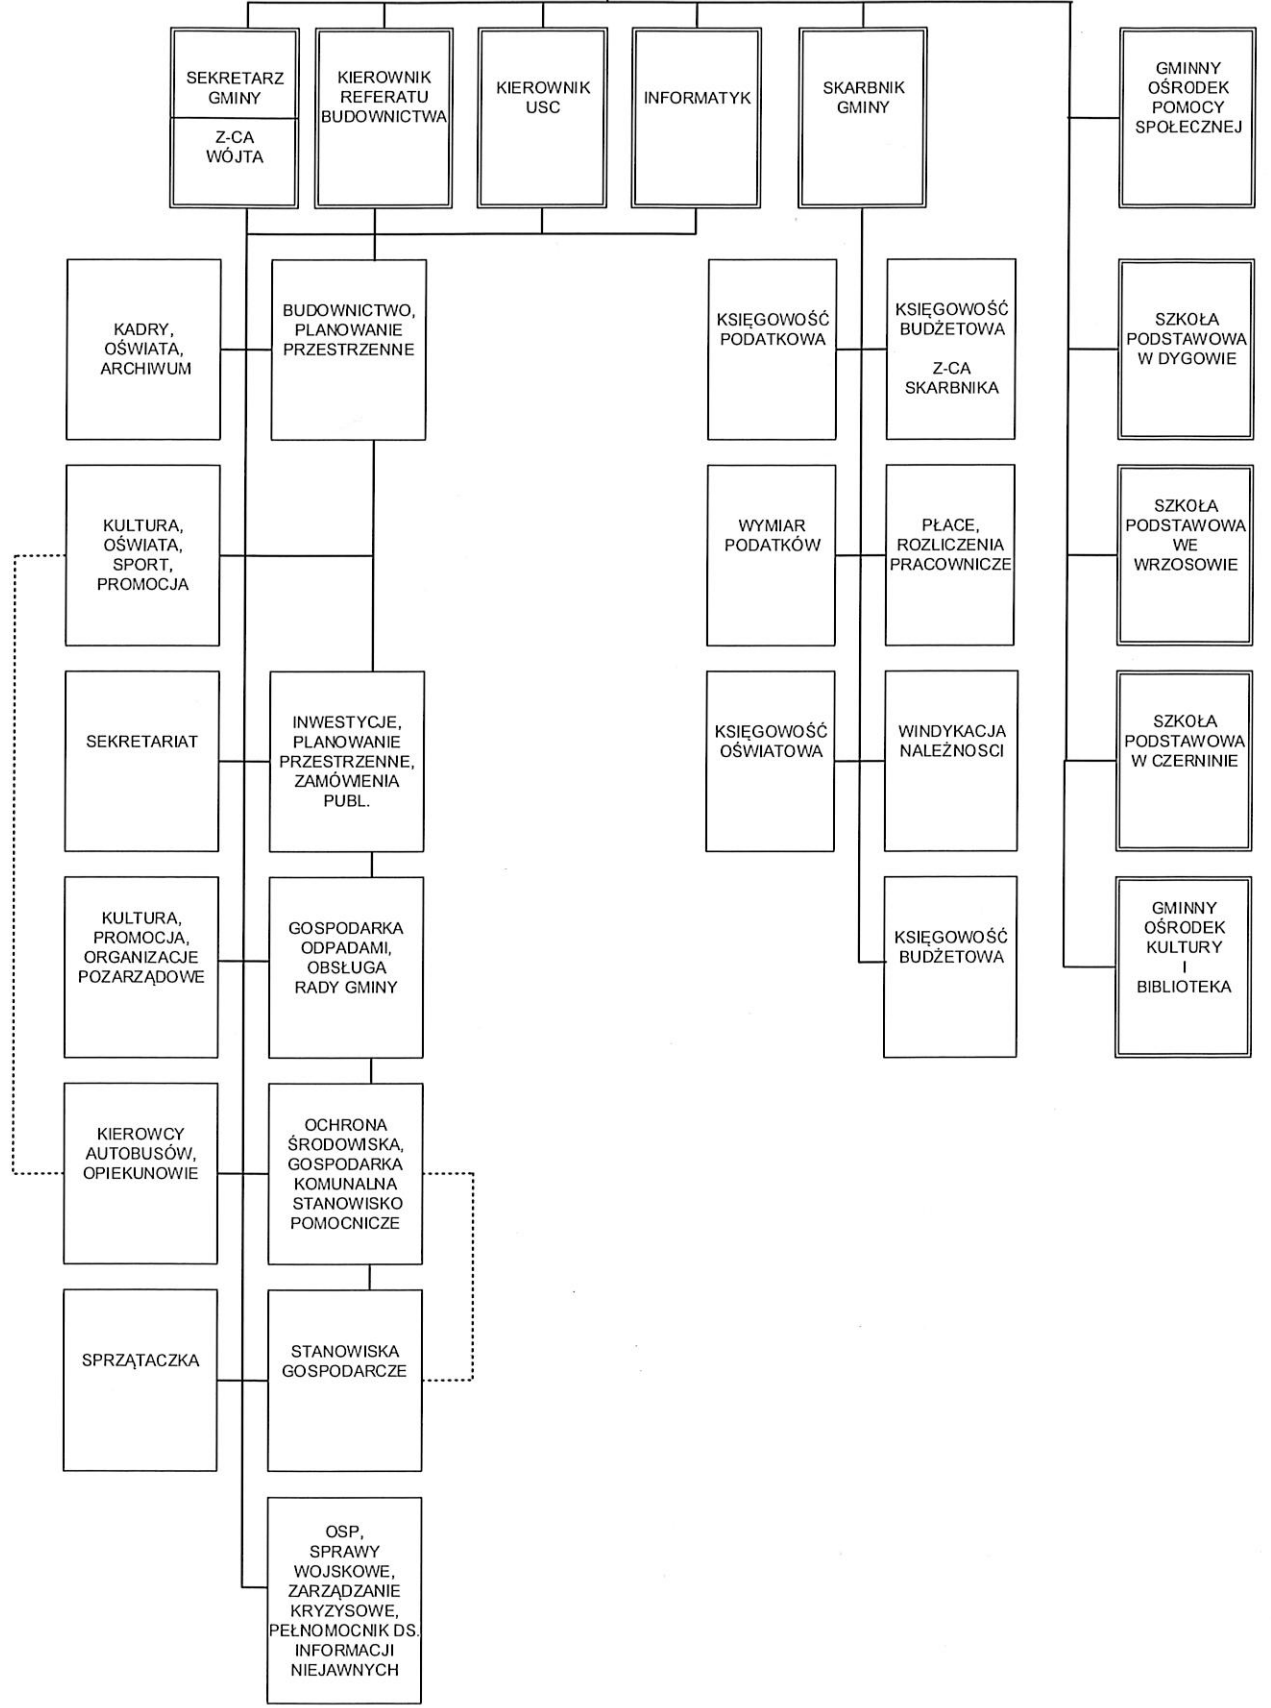 SEKRETARZ
GMINY
Z-CA
WÓJTA
KIEROWNIK
REFERATU
BUDOWNICTWA
KIEROWNIK
USC
INFORMATYK
SKARBNIK
GMINY
GMINNY
OŚRODEK
POMOCY
SPOŁECZNEJ
KADRY,
OŚWIATA,
ARCHIWUM
BUDOWNICTWO,
PLANOWANIE
PRZESTRZENNE
KSIĘGOWOŚĆ
PODATKOWA
KSIĘGOWOŚĆ
BUDŻETOWA
Z-CA
SKARBNIKA
SZKOŁA
PODSTAWOWA
W DYGOWIE
KULTURA,
OŚWIATA,
SPORT,
PROMOCJA
WYMIAR
PODATKÓW
PŁACE,
ROZLICZENIA
PRACOWNICZE
SZKOŁA
PODSTAWOWA
WE
WRZOSOWIE
SEKRETARIAT
INWESTYCJE,
PLANOWANIE
PRZESTRZENNE,
ZAMÓWIENIA
PUBL.
KSIĘGOWOŚĆ
OŚWIATOWA
WINDYKACJA
NALEŻNOSCI
SZKOŁA
PODSTAWOWA
W CZERNINIE
KULTURA,
PROMOCJA,
ORGANIZACJE
POZARZĄDOWE
GOSPODARKA
ODPADAMI,
OBSŁUGA
RADY GMINY
KSIĘGOWOŚĆ
BUDŻETOWA
GMINNY
OŚRODEK
KULTURY
I
BIBLIOTEKA
KIEROWCY
AUTOBUSÓW,
OPIEKUNOWIE
OCHRONA
ŚRODOWISKA,
GOSPODARKA
KOMUNALNA
STANOWISKO
POMOCNICZE
SPRZĄTACZKA
STANOWISKA
GOSPODARCZE
OSP,
SPRAWY
WOJSKOWE,
ZARZĄDZANIE
KRYZYSOWE,
PEŁNOMOCNIK DS.
INFORMACJI
NIEJAWNYCH